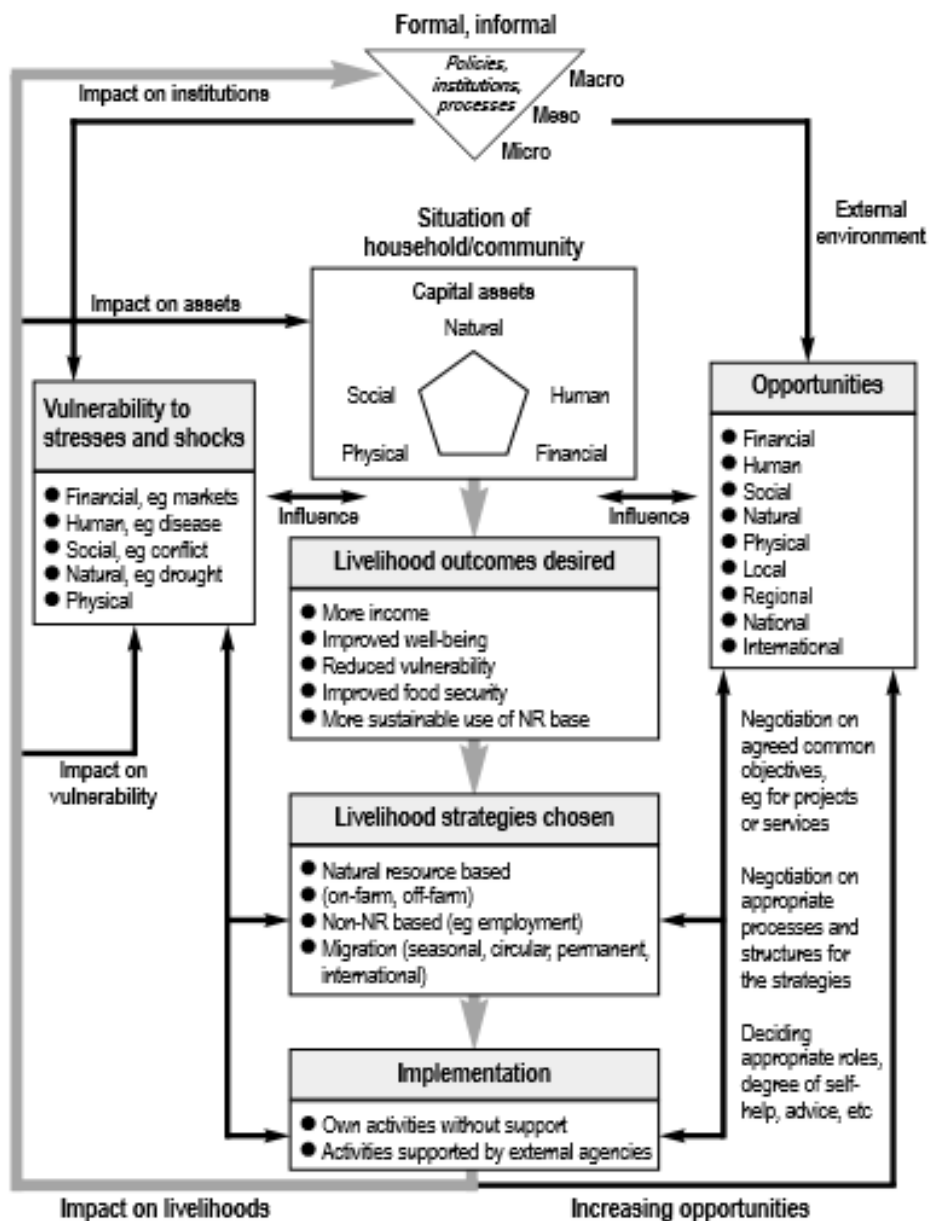 Formal, informal
Policies,
institutions,
processes
Macro
Meso
Micro
Impact on institutions
Situation of
household/community
External
environment
Capital assets
Natural
Social
Human
Physical
Financial
Impact on assets
Vulnerability to
stresses and shocks
● Financial, eg markets
● Human, eg disease
● Social, eg conflict
● Natural, eg drought
● Physical
Influence
Influence
Opportunities
● Financial
● Human
● Social
● Natural
● Physical
● Local
● Regional
● National
● International
Livelihood outcomes desired
● More income
● Improved well-being
● Reduced vulnerability
● Improved food security
● More sustainable use of NR base
Impact on
vulnerability
Negotiation on
agreed common
objectives,
eg for projects
or services
Livelihood strategies chosen
● Natural resource based
● (on-farm, off-farm)
● Non-NR based (eg employment)
● Migration (seasonal, circular, permanent,
international)
Negotiation on
appropriate
processes and
structures for
the strategies
Implementation
● Own activities without support
● Activities supported by external agencies
Deciding
appropriate roles,
degree of self-
help, advice, etc
Impact on livelihoods
Increasing opportunities